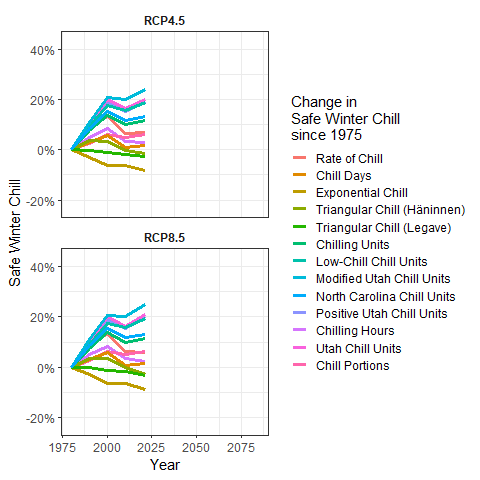 RCP4.5
40%
20%
0%
-20%
RCP8.5
40%
20%
0%
-20%
1975
2000
2025
2050
2075
Year
Safe Winter Chill
Change in
Safe Winter Chill
since 1975
Rate of Chill
Chill Days
Exponential Chill
Triangular Chill (Häninnen)
Triangular Chill (Legave)
Chilling Units
Low-Chill Chill Units
Modified Utah Chill Units
North Carolina Chill Units
Positive Utah Chill Units
Chilling Hours
Utah Chill Units
Chill Portions